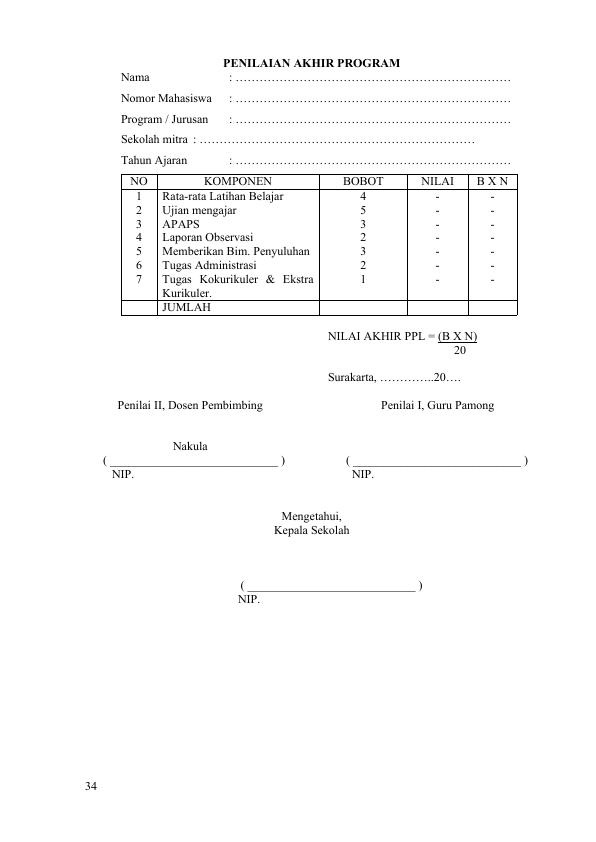 PENILAIAN AKHIR PROGRAM
Nama : ……………………………………………………………
Nomor Mahasiswa : ……………………………………………………………
Program / Jurusan : ……………………………………………………………
Sekolah mitra : ……………………………………………………………
Tahun Ajaran : ……………………………………………………………
NO KOMPONEN BOBOT NILAI B X N
1 Rata-rata Latihan Belajar 4 - -
2 Ujian mengajar 5 - -
3 APAPS 3 - -
4 Laporan Observasi 2 - -
5 Memberikan Bim. Penyuluhan 3 - -
6 Tugas Administrasi 2 - -
7 Tugas Kokurikuler & Ekstra 1 - -
Kurikuler.
JUMLAH
NILAI AKHIR PPL = (B X N)
20
Surakarta, …………..20….
Penilai II, Dosen Pembimbing Penilai I, Guru Pamong
Nakula
( ____________________________ ) ( ____________________________ )
NIP. NIP.
Mengetahui,
Kepala Sekolah
( ____________________________ )
NIP.
34